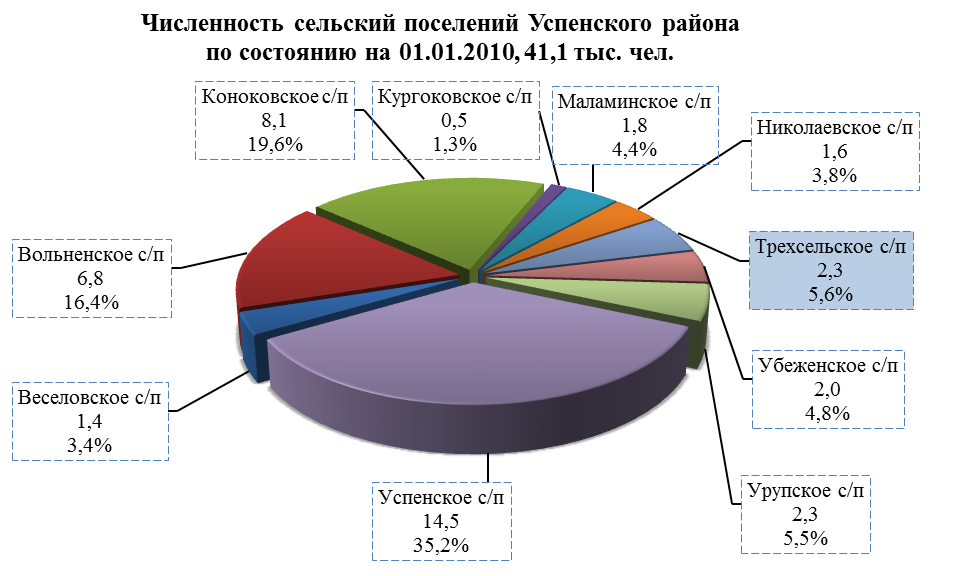 Численность сельский поселений Успенского района
по состоянию на 01.01.2010, 41,1 тыс. чел.
Коноковское с/п
8,1
19,6%
Кургоковское с/п
0,5
1,3%
Маламинское с/п
1,8
4,4%
Николаевское с/п
1,6
3,8%
Трехсельское с/п
2,3
5,6%
Вольненское с/п
6,8
16,4%
Убеженское с/п
2,0
4,8%
Веселовское с/п
1,4
3,4%
Успенское с/п
14,5
35,2%
Урупское с/п
2,3
5,5%